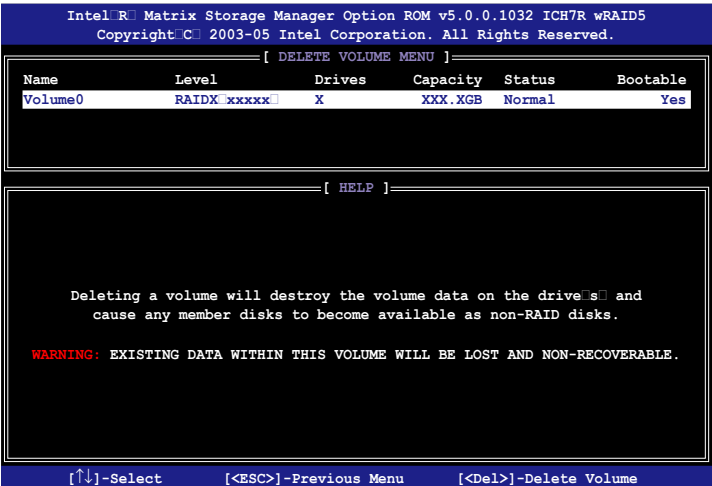 Intel□R□ Matrix Storage Manager Option ROM v5.0.0.1032 ICH7R wRAID5
Copyright□C□ 2003-05 Intel Corporation. All Rights Reserved.
[ DELETE VOLUME MENU ]
Name Level Drives Capacity Status Bootable
Volume0 RAIDX□xxxxx□ X XXX.XGB Normal Yes
[ HELP ]
Deleting a volume will destroy the volume data on the drive□s□ and
cause any member disks to become available as non-RAID disks.
WARNING: EXISTING DATA WITHIN THIS VOLUME WILL BE LOST AND NON-RECOVERABLE.
[↑↓]-Select [<ESC>]-Previous Menu [<Del>]-Delete Volume